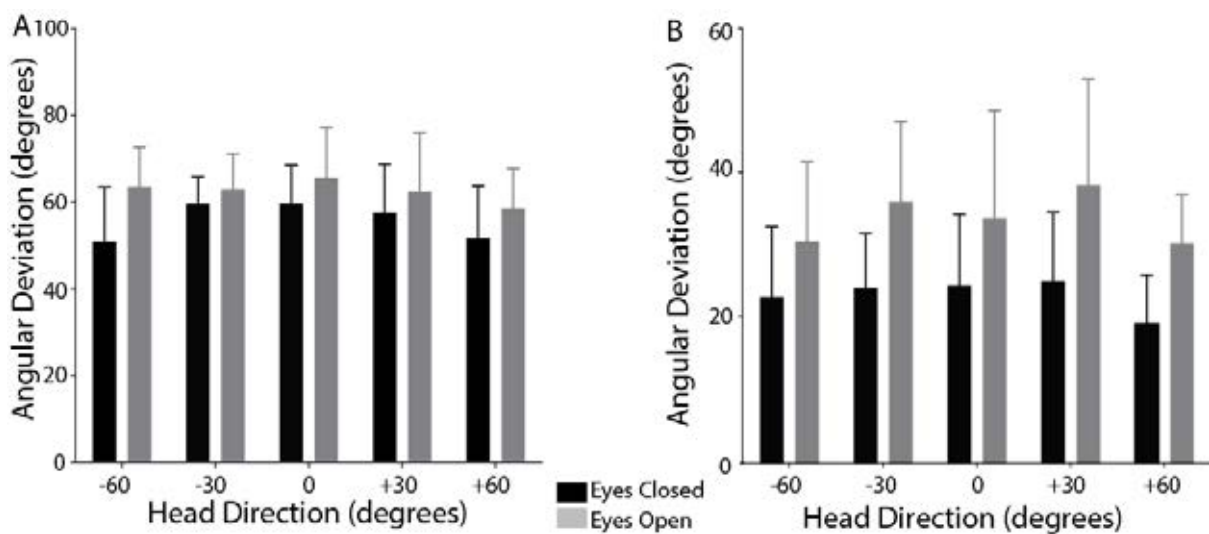 A
Angular Deviation (degrees)
100
80
60
40
20
0
-60 -30 0 +30 +60
Head Direction (degrees)
Eyes Closed
Eyes Open
B
Angular Deviation (degrees)
60
40
20
0
-60 -30 0 +30 +60
Head Direction (degrees)